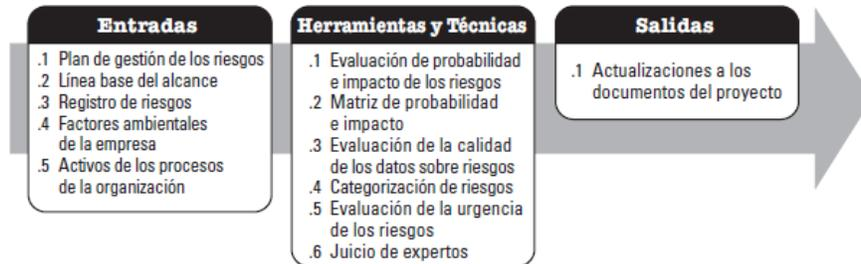 Entradas
.1 Plan de gestión de los riesgos
.2 Línea base del alcance
.3 Registro de riesgos
.4 Factores ambientales
de la empresa
.5 Activos de los procesos
de la organización
Herramientas y Técnicas
.1 Evaluación de probabilidad
e impacto de los riesgos
.2 Matriz de probabilidad
e impacto
.3 Evaluación de la calidad
de los datos sobre riesgos
.4 Categorización de riesgos
.5 Evaluación de la urgencia
de los riesgos
.6 Juicio de expertos
Salidas
.1 Actualizaciones a los
documentos del proyecto